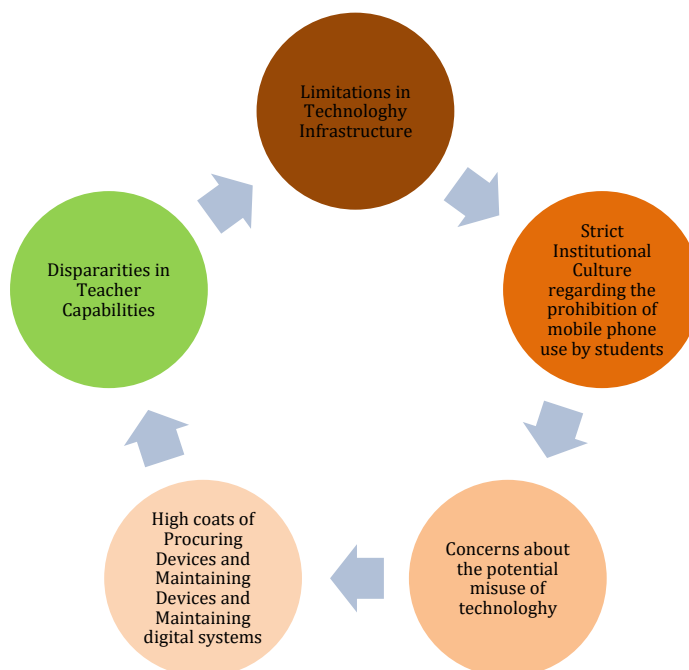 Limitations in
Technologhy
Infrastructure
Strict
Institutional
Culture
regarding the
prohibition of
mobile phone
use by students
Concerns about
the potential
misuse of
technologhy
High coats of
Procuring
Devices and
Maintaining
Devices and
Maintaining
digital systems
Dispararities in
Teacher
Capabilities